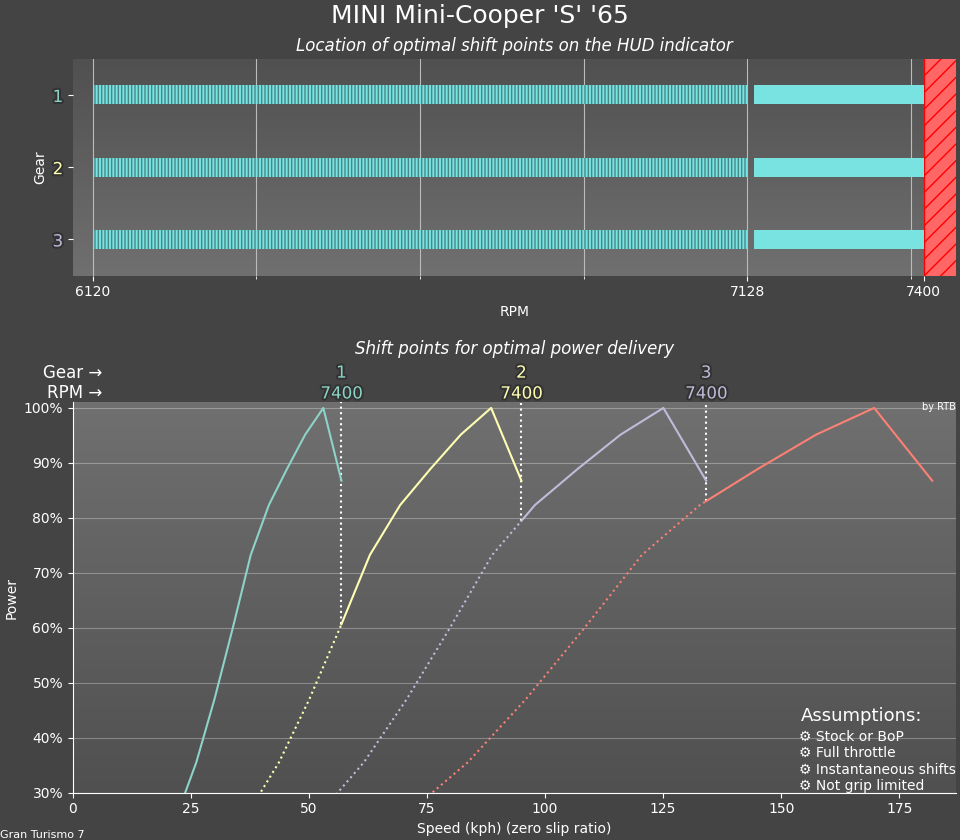 MINI Mini-Cooper 'S' '65
Location of optimal shift points on the HUD indicator
Gear
1
2
3
6120 7128 7400
RPM
Shift points for optimal power delivery
Gear → 1 2 3
RPM → 7400 7400 7400
by RTB
Power
100%
90%
80%
70%
60%
50%
40%
30%
Assumptions:
⚙ Stock or BoP
⚙ Full throttle
⚙ Instantaneous shifts
⚙ Not grip limited
0 25 50 75 100 125 150 175
Speed (kph) (zero slip ratio)
Gran Turismo 7